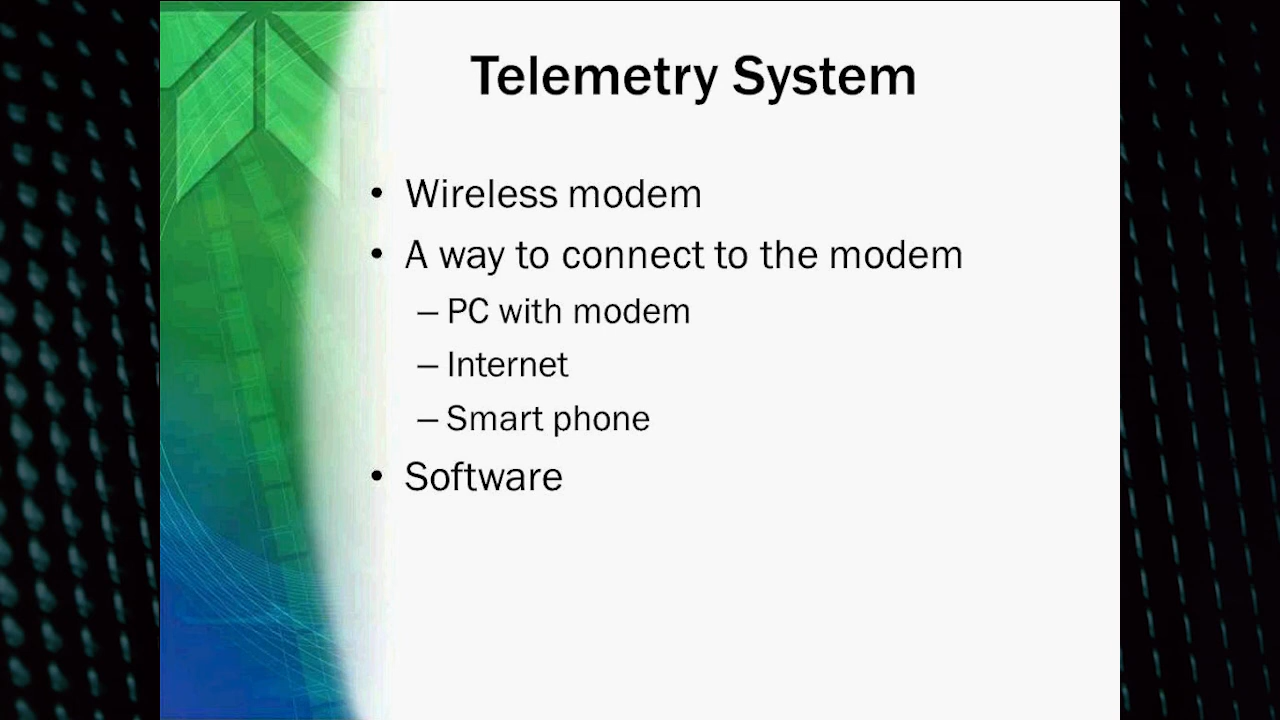 Telemetry System
• Wireless modem
• A way to connect to the modem
– PC with modem
– Internet
– Smart phone
• Software